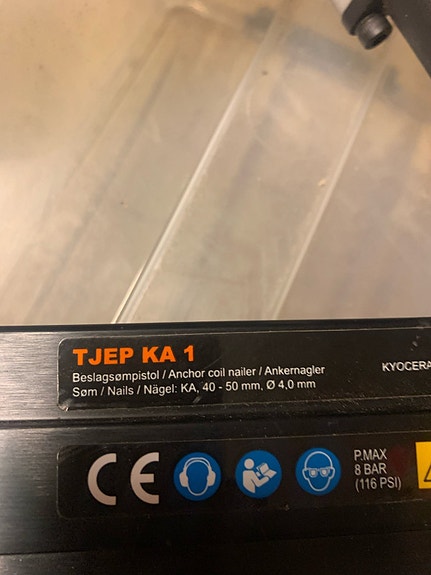 TJEP KA 1
Beslagsømpistol / Anchor coil nailer / Ankernagler
Søm / Nails / Nägel: KA, 40 - 50 mm, Ø 4,0 mm
KYOCERA
CE
P.MAX
8 BAR
(116 PSI)